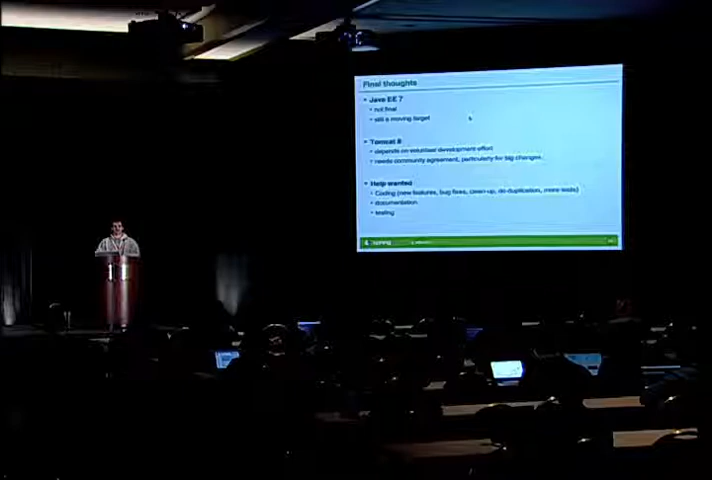 Final thoughts
Java EE 7
not final
still a moving target
Tomcat 8
depends on volunteer development effort
needs community agreement, particularly for big changes
Help wanted
Coding (new features, bug fixes, clean-up, de-duplication, more tests)
documentation
testing
spring